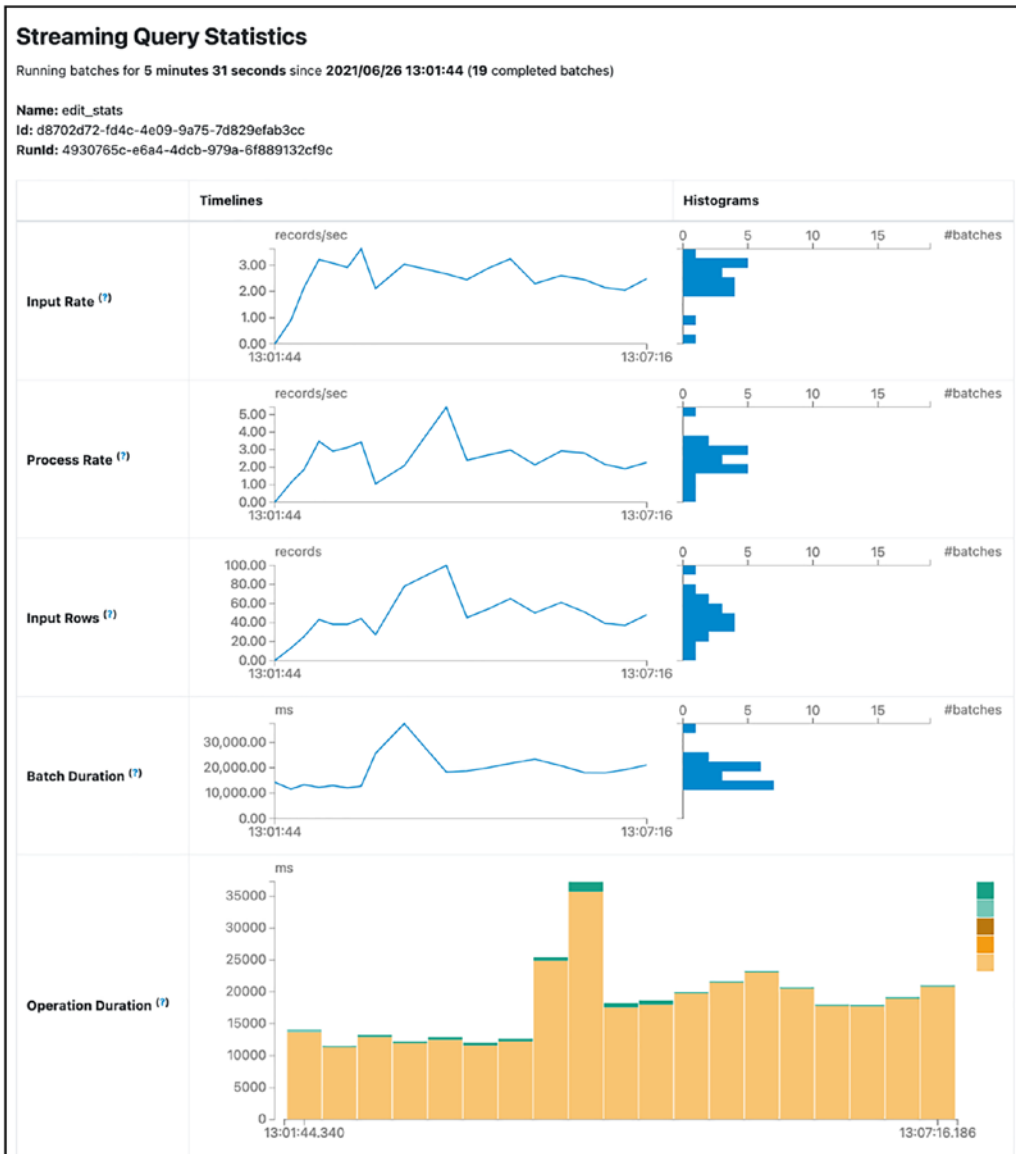 Streaming Query Statistics
Running batches for 5 minutes 31 seconds since 2021/06/26 13:01:44 (19 completed batches)
Name: edit_stats
Id: d8702d72-fd4c-4e09-9a75-7d829efab3cc
RunId: 4930765c-e6a4-4dcb-979a-6f889132cf9c
Timelines
Histograms
Input Rate (?)
records/sec
3.00
2.00
1.00
0.00
13:01:44
13:07:16
0 5 10 15 #batches
Process Rate (?)
records/sec
5.00
4.00
3.00
2.00
1.00
0.00
13:01:44
13:07:16
0 5 10 15 #batches
Input Rows (?)
records
100.00
80.00
60.00
40.00
20.00
0.00
13:01:44
13:07:16
0 5 10 15 #batches
Batch Duration (?)
ms
30,000.00
20,000.00
10,000.00
0.00
13:01:44
13:07:16
0 5 10 15 #batches
Operation Duration (?)
ms
35000
30000
25000
20000
15000
10000
5000
0
13:01:44.340
13:07:16.186